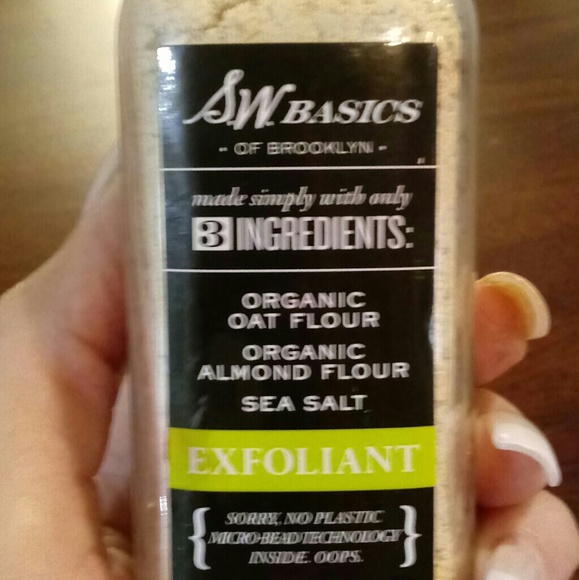 S.W. BASICS
- OF BROOKLYN -
made simply with only
3 INGREDIENTS:
ORGANIC
OAT FLOUR
ORGANIC
ALMOND FLOUR
SEA SALT
EXFOLIANT
{ SORRY, NO PLASTIC
MICRO-BEAD TECHNOLOGY
INSIDE. OOPS. }